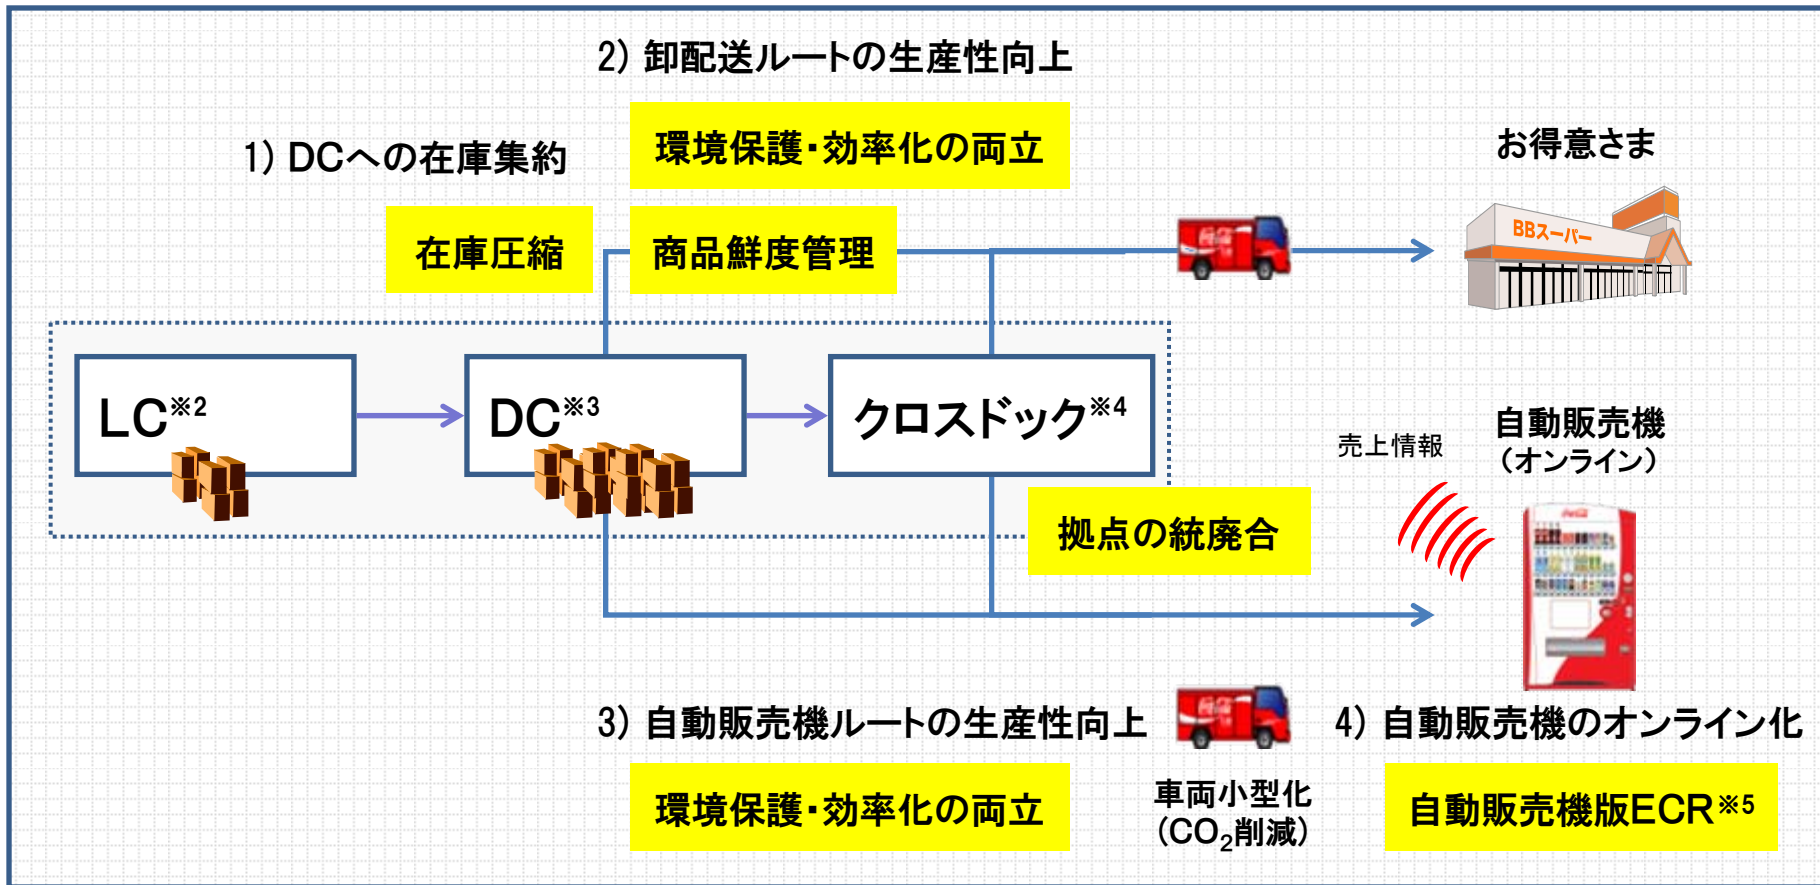 2) 卸配送ルートの生産性向上
環境保護・効率化の両立
1) DCへの在庫集約
お得意さま
在庫圧縮
商品鮮度管理
BBスーパー
LC※2
DC※3
クロスドック※4
売上情報
自動販売機
（オンライン）
拠点の統廃合
3) 自動販売機ルートの生産性向上
4) 自動販売機のオンライン化
環境保護・効率化の両立
車両小型化
(CO₂削減)
自動販売機版ECR※5